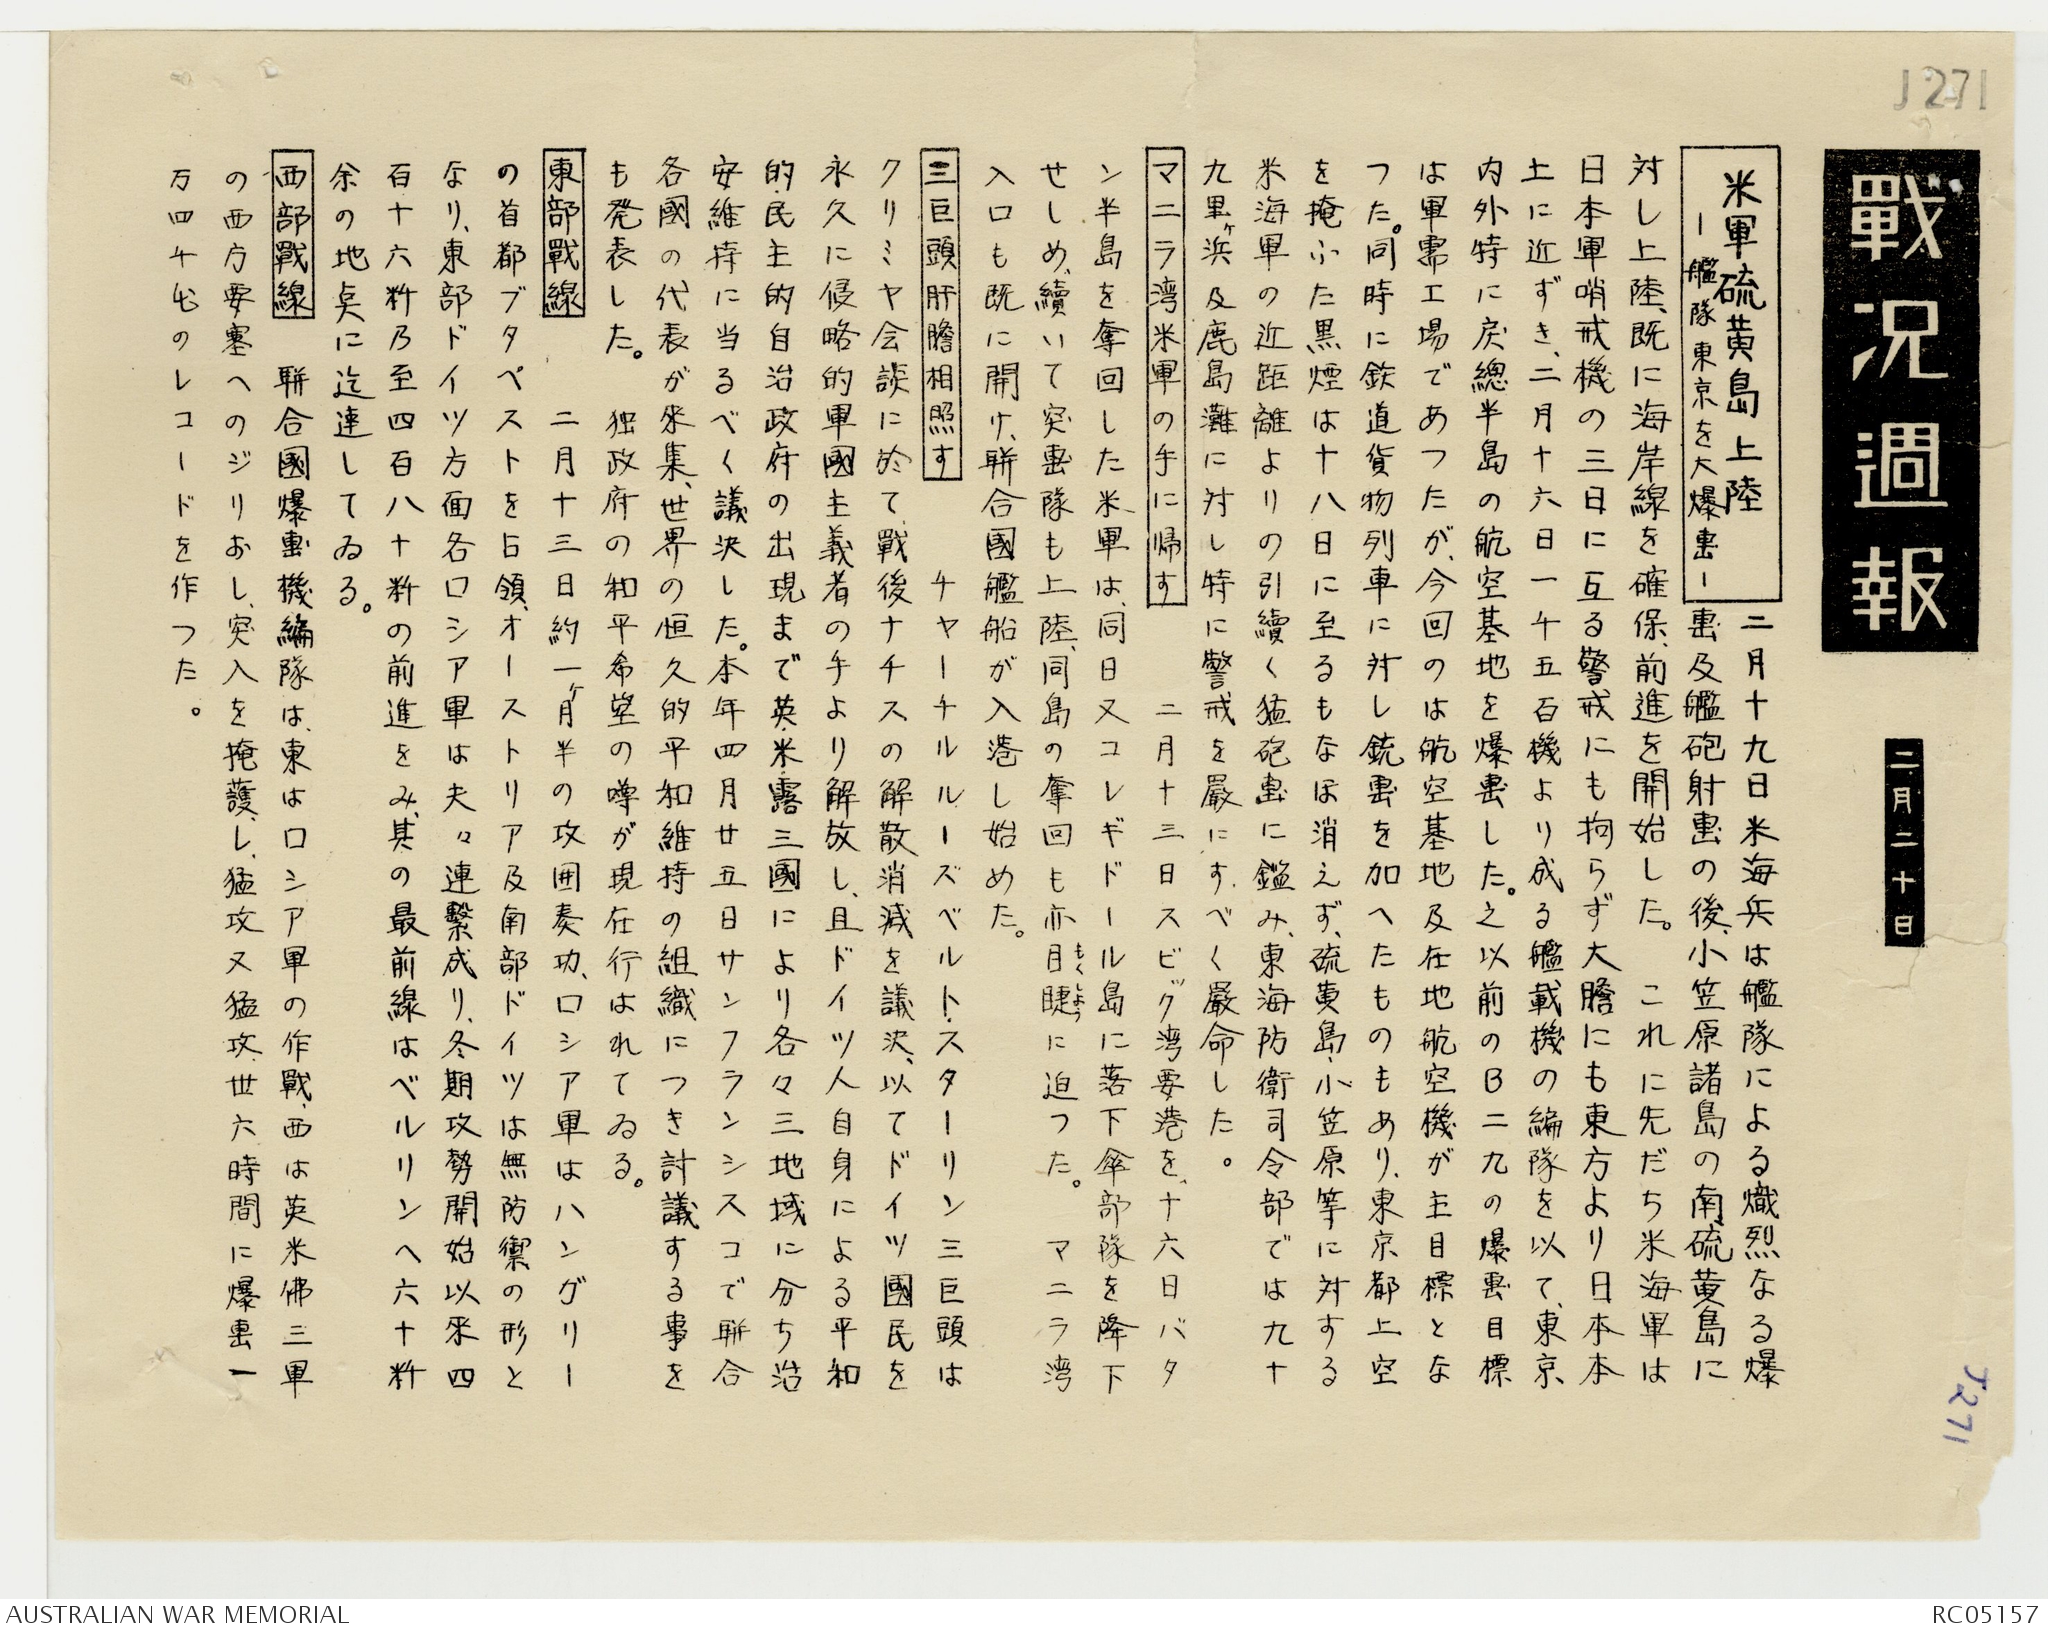 J271
戰況週報
二月二十日
米軍硫黄島上陸
ー艦隊東京を大爆撃ー
二月十九日米海兵は艦隊による熾烈なる爆
撃及艦砲射撃の後、小笠原諸島の南硫黄島に
対し上陸、既に海岸線を確保、前進を開始した。 これに先だち米海軍は
日本軍哨戒機の三日に亙る警戒にも拘らず大膽にも東方より日本本
土に近ずき、二月十六日一千五百機より成る艦載機の編隊を以て、東京
内外特に房總半島の航空基地を爆撃した。之以前のB二九の爆撃目標
は軍需工場であつたが、今回のは航空基地及在地航空機が主目標とな
つた。同時に鉄道貨物列車に対し銃撃を加へたものもあり、東京都上空
を掩ふた黒煙は十八日に至るもなほ消えず、硫黄島、小笠原等に対する
米海軍の近距離よりの引續く猛砲撃に鑑み、東海防衛司令部では九十
九里ヶ浜及鹿島灘に対し特に警戒を嚴にすべく嚴命した。
マニラ湾米軍の手に帰す
二月十三日スビッグ湾要港を、十六日バタ
ン半島を奪回した米軍は、同日又コレギドール島に落下傘部隊を降下
せしめ、續いて突撃隊も上陸、同島の奪回も亦目睫に迫つた。 マニラ湾
もくしよう
入口も既に開け、聯合國艦船が入港し始めた。
三巨頭肝膽相照す
チヤーチル、ルーズベルト、スターリン三巨頭は
クリミヤ会談に於て、戰後ナチスの解散消滅を議決、以てドイツ國民を
永久に侵略的軍國主義者の手より解放し、且ドイツ人自身による平和
的、民主的自治政府の出現まで英、米、露三國により各々三地域に分ち治
安維持に当るべく議決した。本年四月廿五日サンフランシスコで聯合
各國の代表が來集、世界の恒久的平和維持の組織につき討議する事を
も発表した。 独政府の和平希望の噂が現在行はれてゐる。
東部戰線
二月十三日約一ヶ月半の攻囲奏功、ロシア軍はハングリー
の首都ブタペストを占領、オーストリア及南部ドイツは無防禦の形と
なり、東部ドイツ方面各ロシア軍は夫々連繫成り、冬期攻勢開始以來四
百十六粁乃至四百八十粁の前進をみ、其の最前線はベルリンへ六十粁
余の地点に迄達してゐる。
西部戰線
聯合國爆撃機編隊は、東はロシア軍の作戰、西は英米佛三軍
の西方要塞へのジリおし、突入を掩護し、猛攻又猛攻、卅六時間に爆撃一
万四千屯のレコードを作つた。
J271
AUSTRALIAN WAR MEMORIAL
RC05157